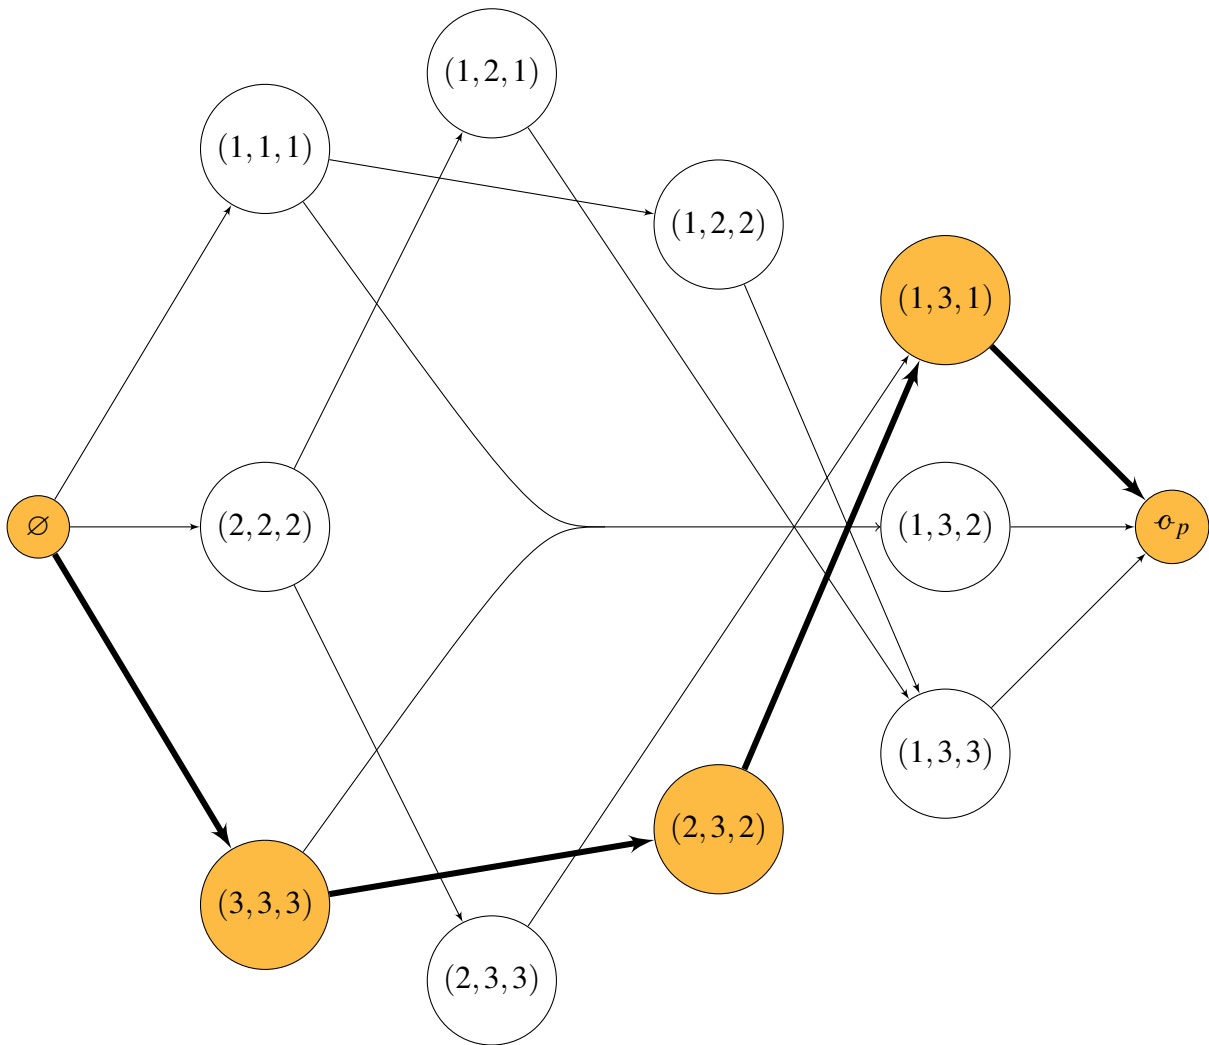 (1, 2, 1)
(1, 1, 1)
(1, 2, 2)
(1, 3, 1)
∅
(2, 2, 2)
(1, 3, 2)
(1, 3, 3)
(2, 3, 2)
(3, 3, 3)
(2, 3, 3)